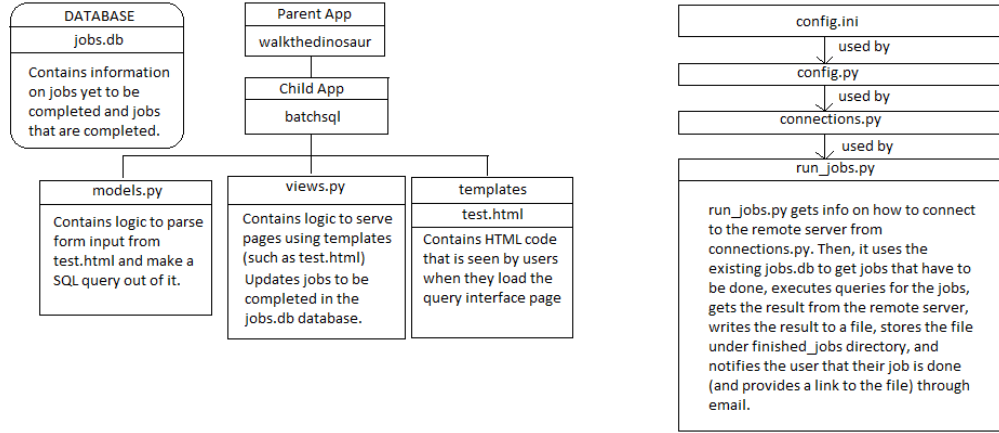 DATABASE
jobs.db
Contains information
on jobs yet to be
completed and jobs
that are completed.
Parent App
walkthedinosaur
Child App
batchsql
models.py
Contains logic to parse
form input from
test.html and make a
SQL query out of it.
views.py
Contains logic to serve
pages using templates
(such as test.html)
Updates jobs to be
completed in the
jobs.db database.
templates
test.html
Contains HTML code
that is seen by users
when they load the
query interface page
config.ini
used by
config.py
used by
connections.py
used by
run_jobs.py
run_jobs.py gets info on how to connect
to the remote server from
connections.py. Then, it uses the
existing jobs.db to get jobs that have to
be done, executes queries for the jobs,
gets the result from the remote server,
writes the result to a file, stores the file
under finished_jobs directory, and
notifies the user that their job is done
(and provides a link to the file) through
email.